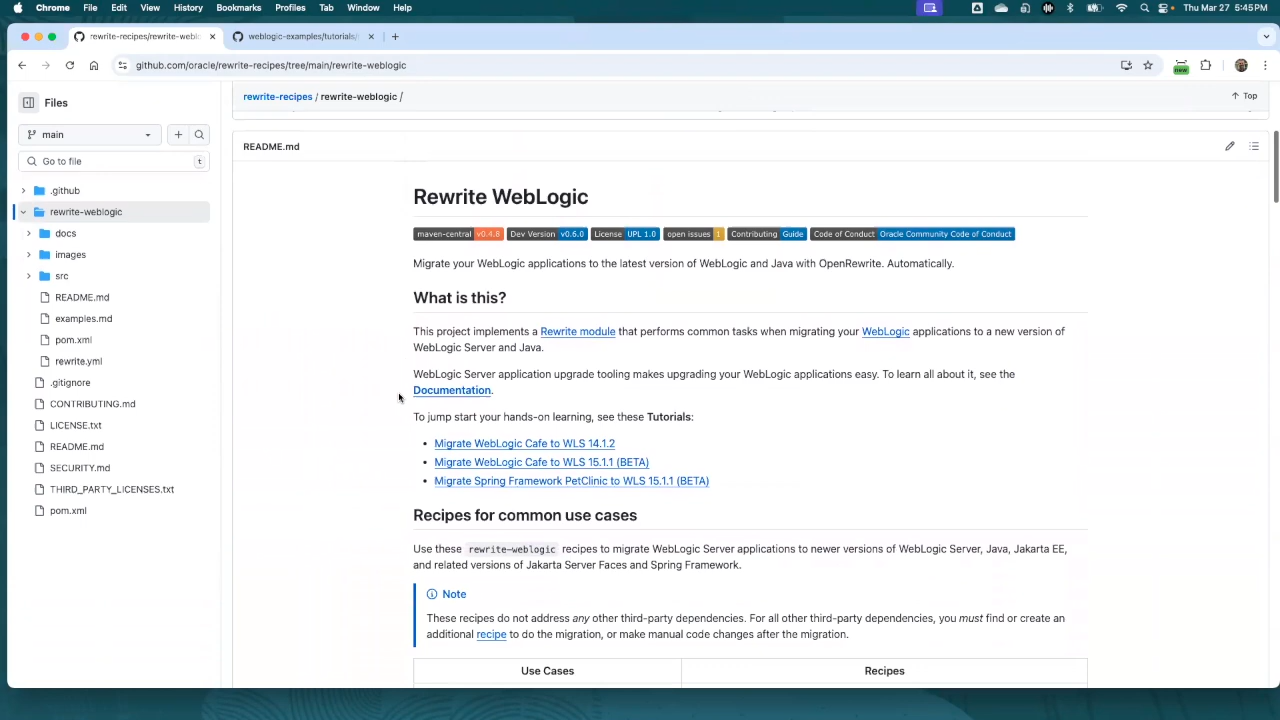 Chrome File Edit View History Bookmarks Profiles Tab Window Help Thu Mar 27 6:45 PM
rewrite-recipes/rewrite-webl weblogic-examples/tutorials/
github.com/oracle/rewrite-recipes/tree/main/rewrite-weblogic new
Files
main
Go to file t
.github
rewrite-weblogic
docs
images
src
README.md
examples.md
pom.xml
rewrite.yml
.gitignore
CONTRIBUTING.md
LICENSE.txt
README.md
SECURITY.md
THIRD_PARTY_LICENSES.txt
pom.xml
rewrite-recipes / rewrite-weblogic / Top
README.md
Rewrite WebLogic
maven-central v0.4.8 Dev Version v0.6.0 License UPL 1.0 open issues 1 Contributing Guide Code of Conduct Oracle Community Code of Conduct
Migrate your WebLogic applications to the latest version of WebLogic and Java with OpenRewrite. Automatically.
What is this?
This project implements a Rewrite module that performs common tasks when migrating your WebLogic applications to a new version of
WebLogic Server and Java.
WebLogic Server application upgrade tooling makes upgrading your WebLogic applications easy. To learn all about it, see the
Documentation.
To jump start your hands-on learning, see these Tutorials:
• Migrate WebLogic Cafe to WLS 14.1.2
• Migrate WebLogic Cafe to WLS 15.1.1 (BETA)
• Migrate Spring Framework PetClinic to WLS 15.1.1 (BETA)
Recipes for common use cases
Use these rewrite-weblogic recipes to migrate WebLogic Server applications to newer versions of WebLogic Server, Java, Jakarta EE,
and related versions of Jakarta Server Faces and Spring Framework.
Note
These recipes do not address any other third-party dependencies. For all other third-party dependencies, you must find or create an
additional recipe to do the migration, or make manual code changes after the migration.
Use Cases Recipes